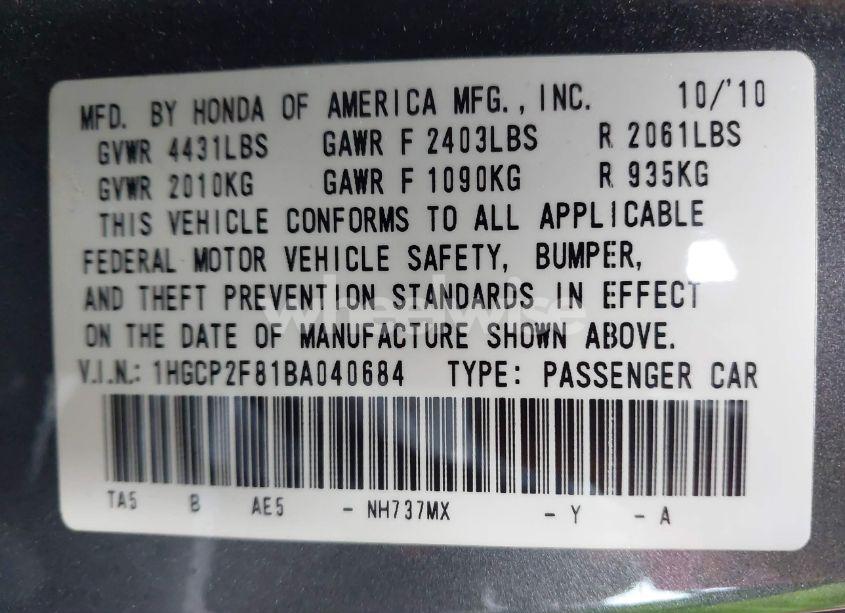 MFD. BY HONDA OF AMERICA MFG., INC. 10/'10
GVWR 4431LBS GAWR F 2403LBS R 2061LBS
GVWR 2010KG GAWR F 1090KG R 935KG
THIS VEHICLE CONFORMS TO ALL APPLICABLE
FEDERAL MOTOR VEHICLE SAFETY, BUMPER,
AND THEFT PREVENTION STANDARDS IN EFFECT
wheelwise
ON THE DATE OF MANUFACTURE SHOWN ABOVE.
V.I.N.: 1HGCP2F81BA040684 TYPE: PASSENGER CAR
TA5 B AE5 - NH737MX - Y - A